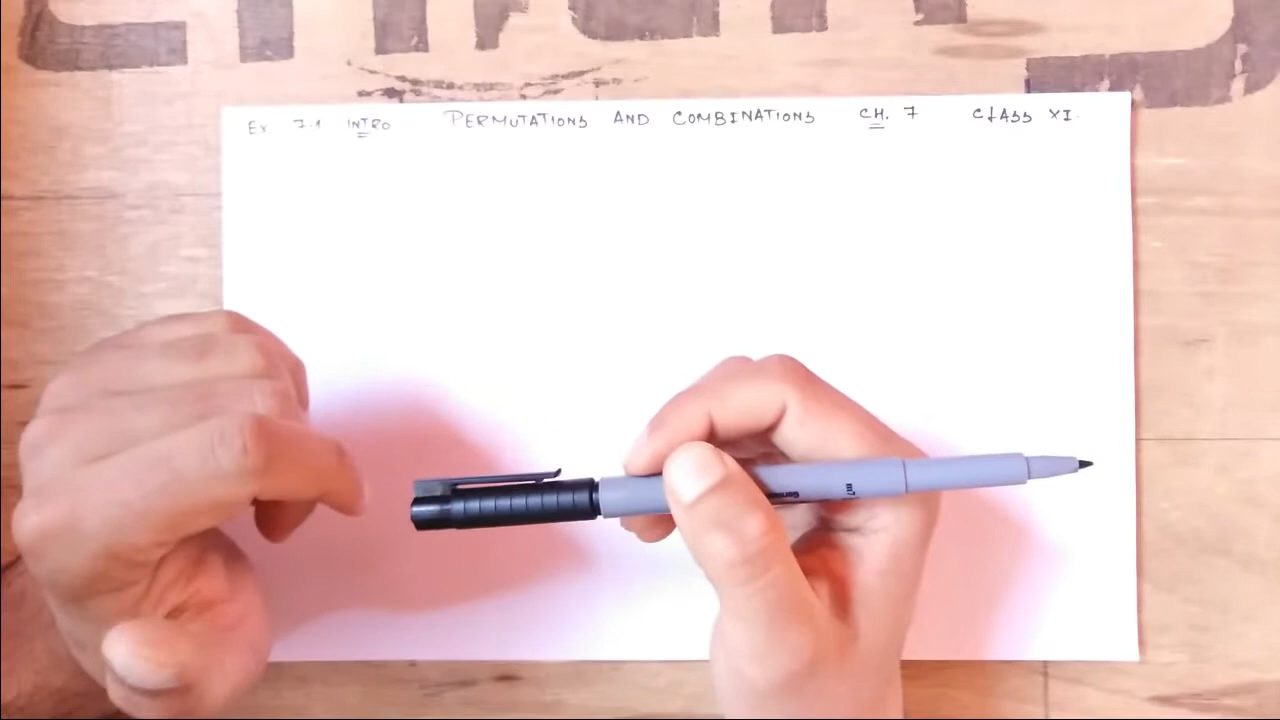 Ex 7.1 INTRO PERMUTATIONS AND COMBINATIONS CH. 7 CLASS XI.